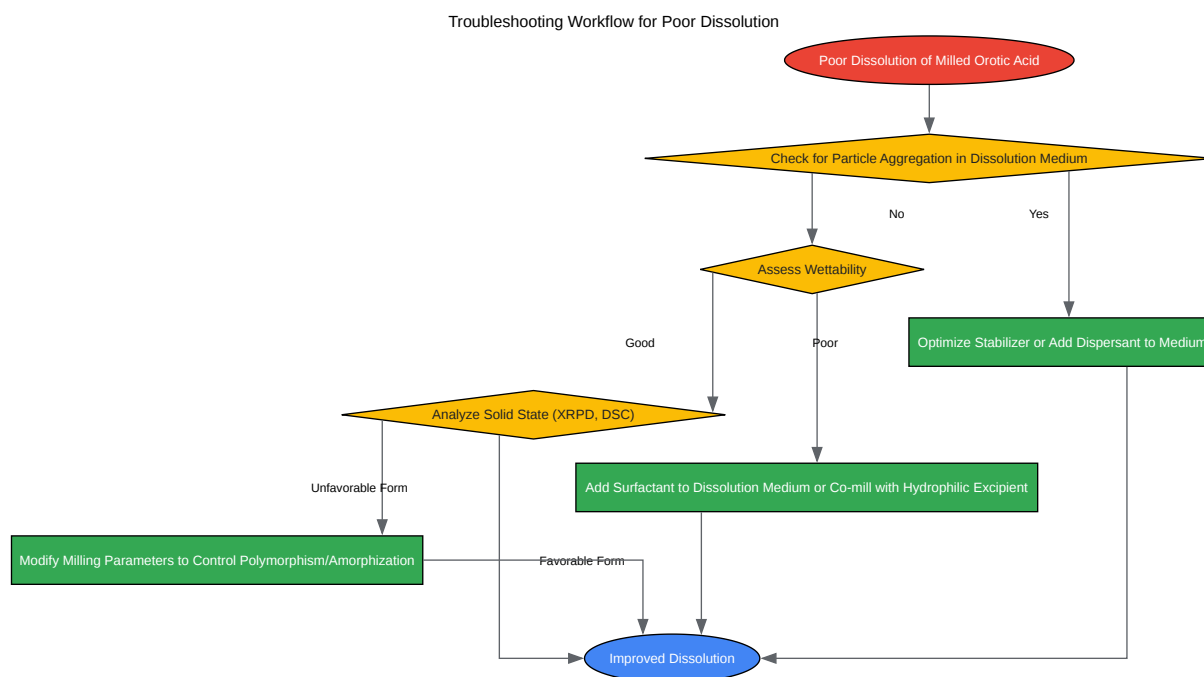 Troubleshooting Workflow for Poor Dissolution
Poor Dissolution of Milled Orotic Acid
Check for Particle Aggregation in Dissolution Medium
No
Yes
Assess Wettability
Optimize Stabilizer or Add Dispersant to Medium
Good
Poor
Analyze Solid State (XRPD, DSC)
Unfavorable Form
Add Surfactant to Dissolution Medium or Co-mill with Hydrophilic Excipient
Modify Milling Parameters to Control Polymorphism/Amorphization
Favorable Form
Improved Dissolution